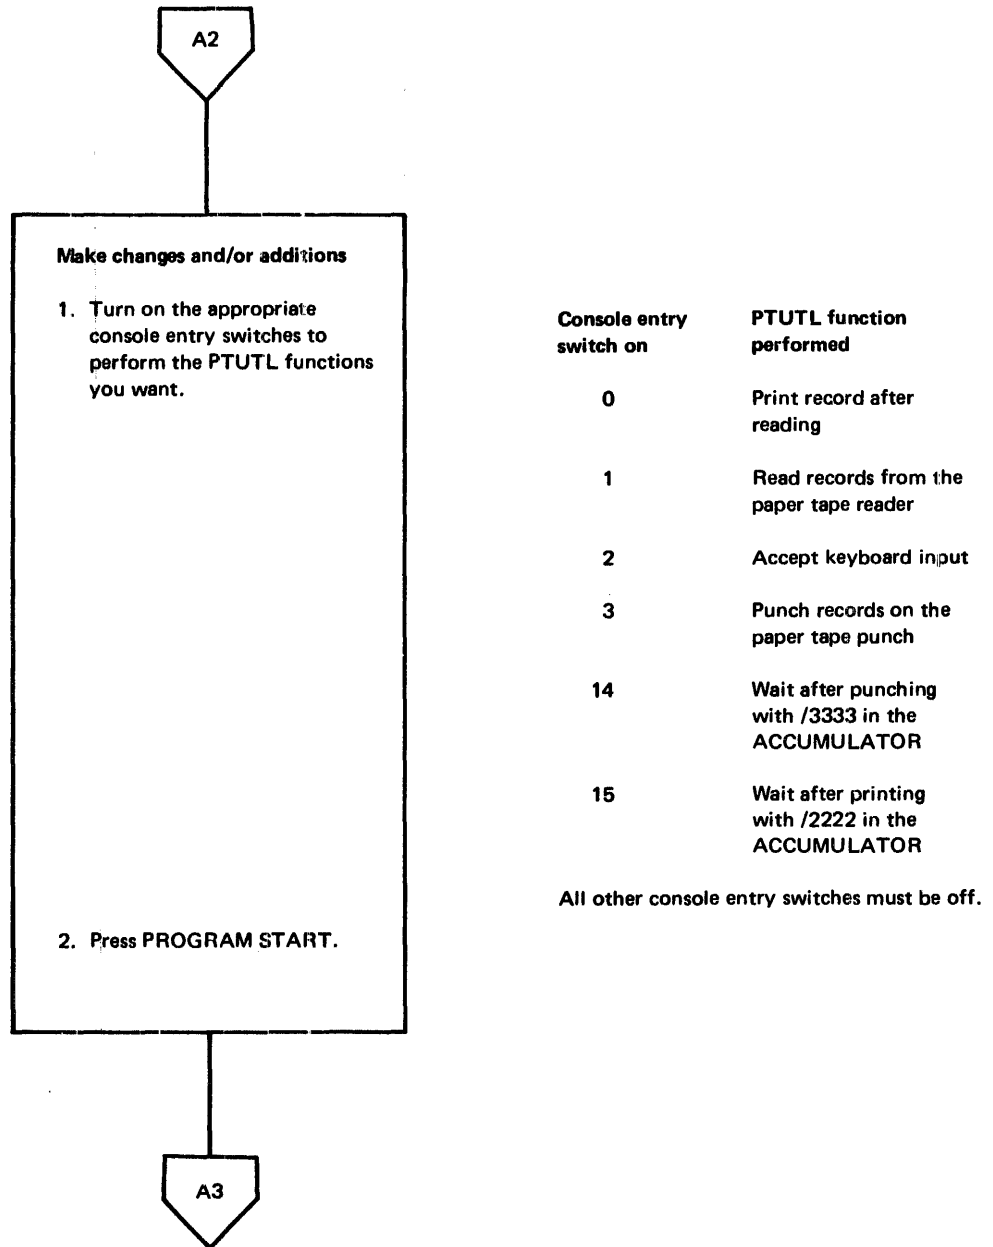 A2
Make changes and/or additions
1. Turn on the appropriate
console entry switches to
perform the PTUTL functions
you want.
2. Press PROGRAM START.
Console entry
switch on
PTUTL function
performed
0 Print record after
reading
1 Read records from the
paper tape reader
2 Accept keyboard input
3 Punch records on the
paper tape punch
14 Wait after punching
with /3333 in the
ACCUMULATOR
15 Wait after printing
with /2222 in the
ACCUMULATOR
All other console entry switches must be off.
A3